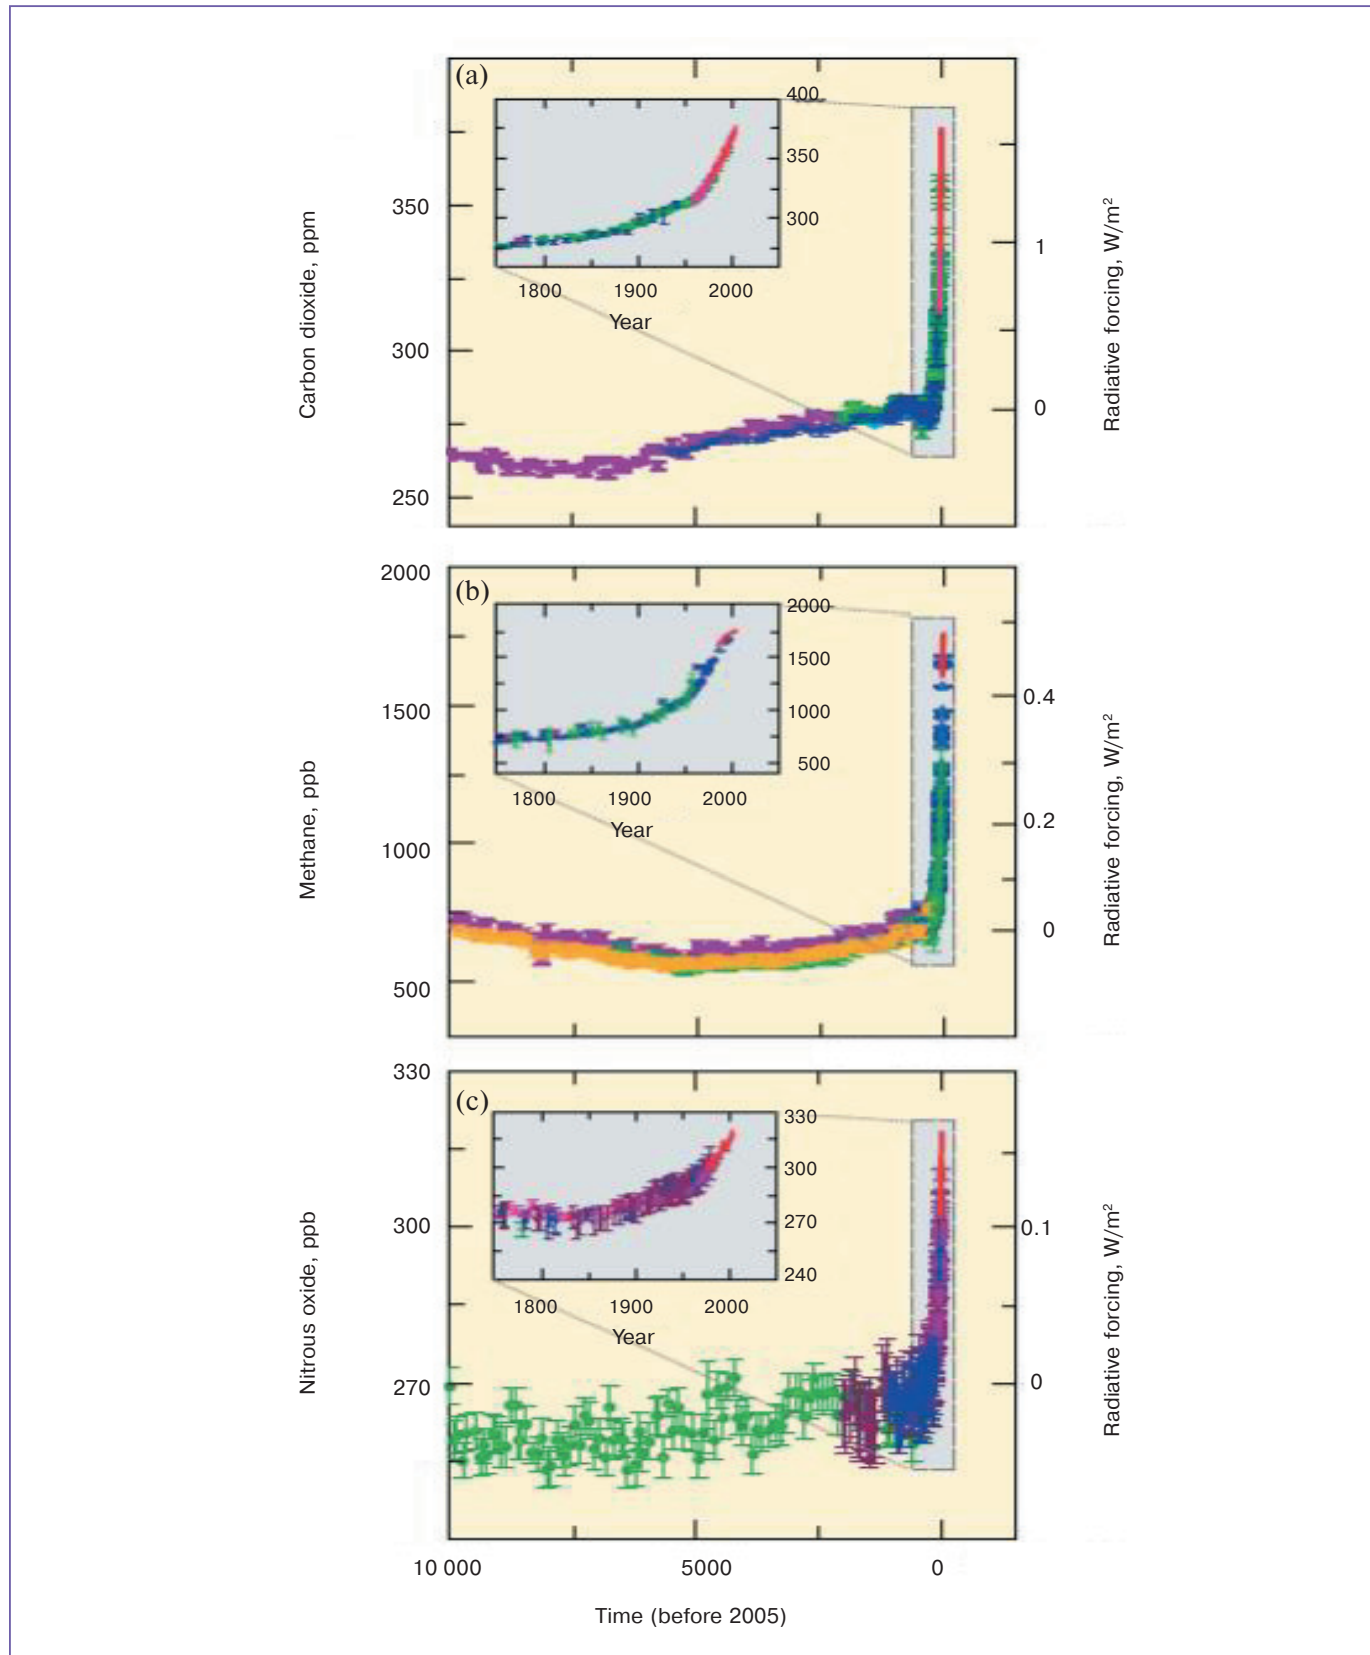 (a)
400
350
300
1800 1900 2000
Year
350
300
250
Carbon dioxide, ppm
1
0
Radiative forcing, W/m²
(b)
2000
1500
1000
500
1800 1900 2000
Year
2000
1500
1000
500
Methane, ppb
0.4
0.2
0
Radiative forcing, W/m²
(c)
330
300
270
240
1800 1900 2000
Year
330
300
270
Nitrous oxide, ppb
0.1
0
Radiative forcing, W/m²
10 000 5000 0
Time (before 2005)